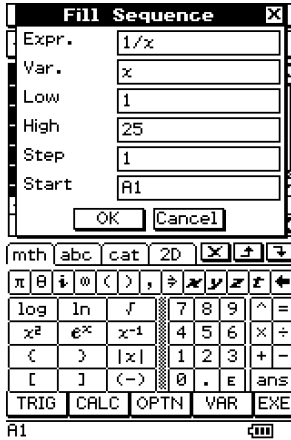 Fill Sequence X
Expr. 1/x
Var. x
Low 1
High 25
Step 1
Start A1
OK Cancel
mth abc cat 2D
π θ i ∞ ( ) , ⇒ x y z t ←
log ln √ 7 8 9 ^ =
x² eˣ x⁻¹ 4 5 6 × ÷
( ) |x| 1 2 3 + −
[ ] (−) 0 . E ans
TRIG CALC OPTN VAR EXE
A1